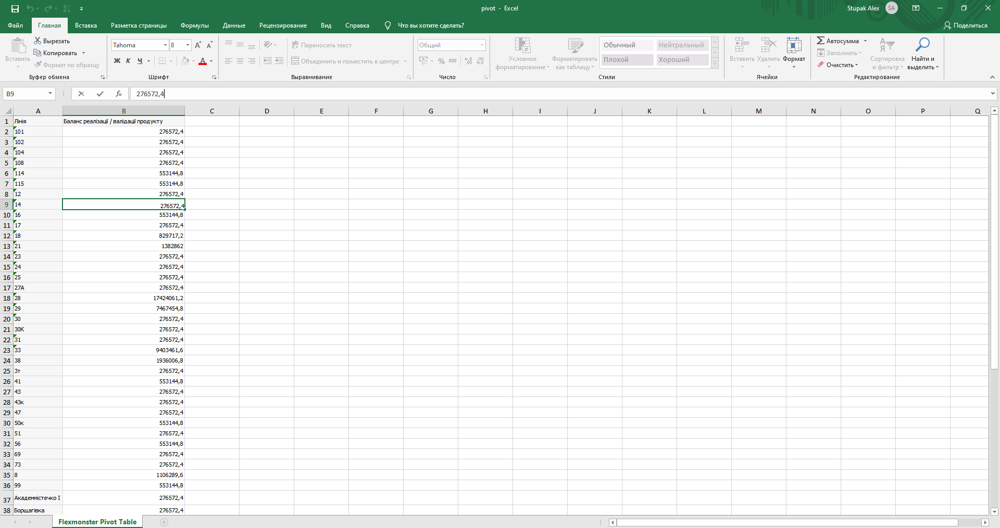 pivot - Excel
Stupak Alex SA
Файл Главная Вставка Разметка страницы Формулы Данные Рецензирование Вид Справка Что вы хотите сделать? Поделиться
Вставить
Вырезать
Копировать
Формат по образцу
Буфер обмена
Tahoma 8
Ж К Ч А
Шрифт
Переносить текст
Объединить и поместить в центре
Выравнивание
Общий
% 000
Число
Условное форматирование
Форматировать как таблицу
Обычный Нейтральный
Плохой Хороший
Стили
Вставить Удалить Формат
Ячейки
Автосумма
Заполнить
Очистить
Сортировка и фильтр
Найти и выделить
Редактирование
B9 fx 276572,4
A B C D E F G H I J K L M N O P Q
1 Лінія Баланс реалізації / валідації продукту
2 101 276572,4
3 102 276572,4
4 104 276572,4
5 108 276572,4
6 114 553144,8
7 115 553144,8
8 12 276572,4
9 14 276572,4
10 16 553144,8
11 17 276572,4
12 18 829717,2
13 21 1382862
14 23 276572,4
15 24 276572,4
16 25 276572,4
17 27А 276572,4
18 28 17424061,2
19 29 7467454,8
20 30 276572,4
21 30К 276572,4
22 31 276572,4
23 33 9403461,6
24 38 1936006,8
25 3т 276572,4
26 41 553144,8
27 43 276572,4
28 43к 276572,4
29 47 276572,4
30 50к 553144,8
31 51 276572,4
32 56 553144,8
33 69 276572,4
34 73 276572,4
35 8 1106289,6
36 99 553144,8
37 Академмістечко І 276572,4
38 Борщагівка 276572,4
Flexmonster Pivot Table